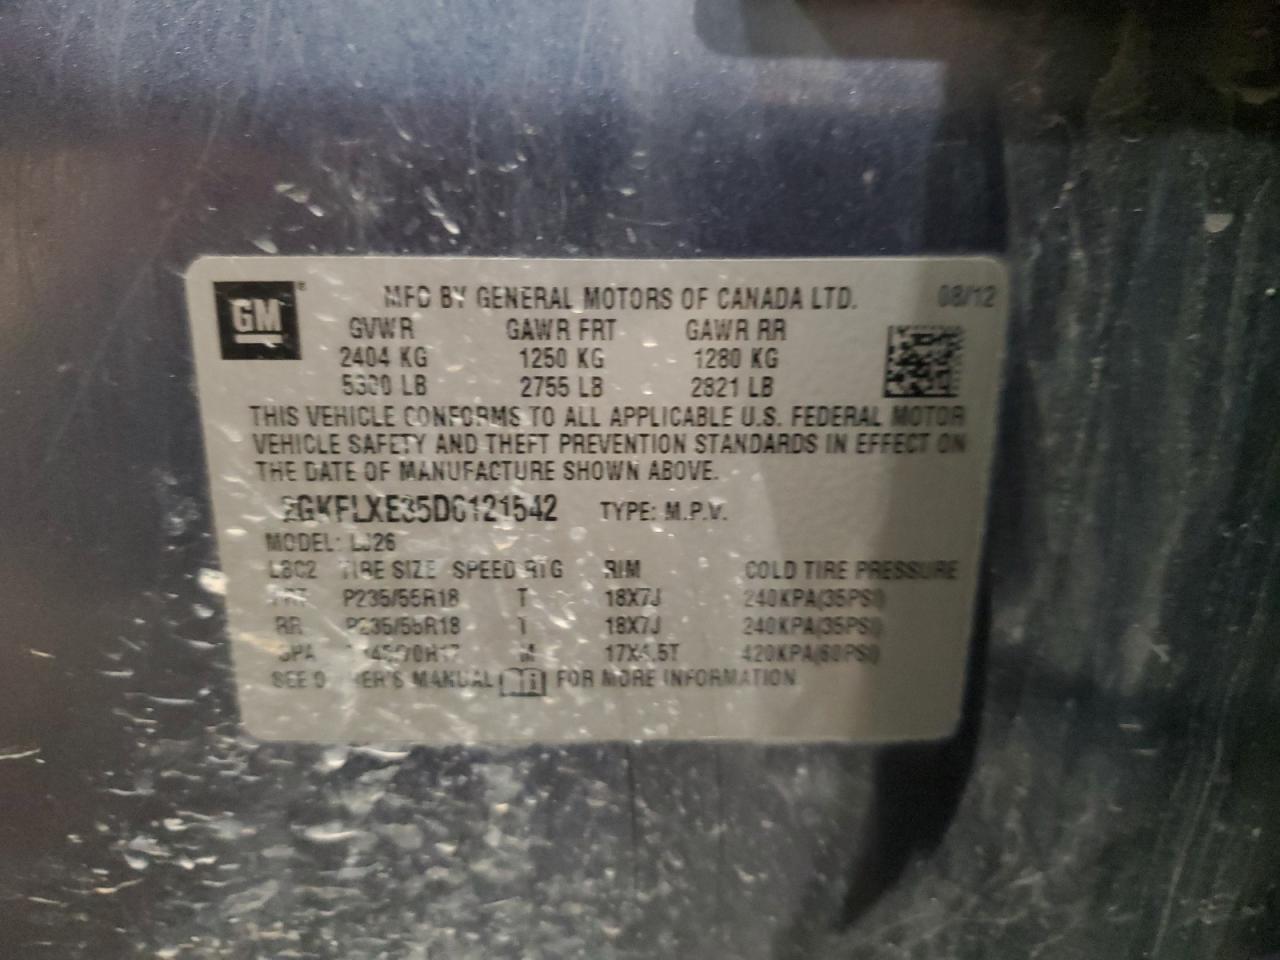 GM
MFD BY GENERAL MOTORS OF CANADA LTD. 08/12
GVWR GAWR FRT GAWR RR
2404 KG 1250 KG 1280 KG
5300 LB 2755 LB 2821 LB
THIS VEHICLE CONFORMS TO ALL APPLICABLE U.S. FEDERAL MOTOR
VEHICLE SAFETY AND THEFT PREVENTION STANDARDS IN EFFECT ON
THE DATE OF MANUFACTURE SHOWN ABOVE.
2GKFLXE35D6121542 TYPE: M.P.V.
MODEL: LJ26
TIRE SIZE SPEED RTG RIM COLD TIRE PRESSURE
FRT P235/55R18 T 18X7J 240KPA(35PSI)
RR P235/55R18 T 18X7J 240KPA(35PSI)
SPA M 17X4.5T 420KPA(60PSI)
SEE MANUAL FOR MORE INFORMATION